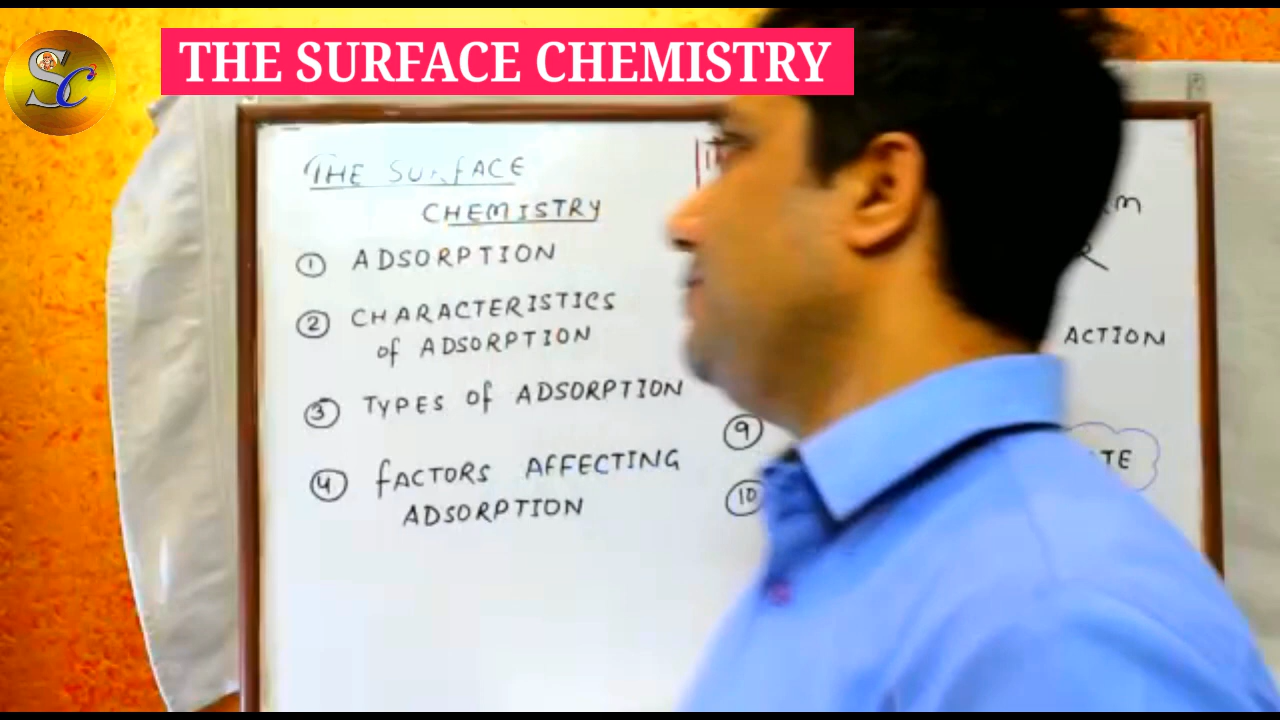 THE SURFACE CHEMISTRY
SC
THE SURFACE
CHEMISTRY
① ADSORPTION
② CHARACTERISTICS
of ADSORPTION
③ TYPES of ADSORPTION
④ FACTORS AFFECTING
ADSORPTION
ACTION
⑨
⑩